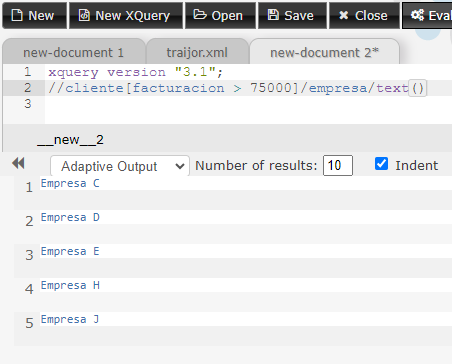 New New XQuery Open Save Close Eval
new-document 1 traijor.xml new-document 2*
1 xquery version "3.1";
2 //cliente[facturacion > 75000]/empresa/text()
3
__new__2
Adaptive Output Number of results: 10 Indent
1 Empresa C
2 Empresa D
3 Empresa E
4 Empresa H
5 Empresa J